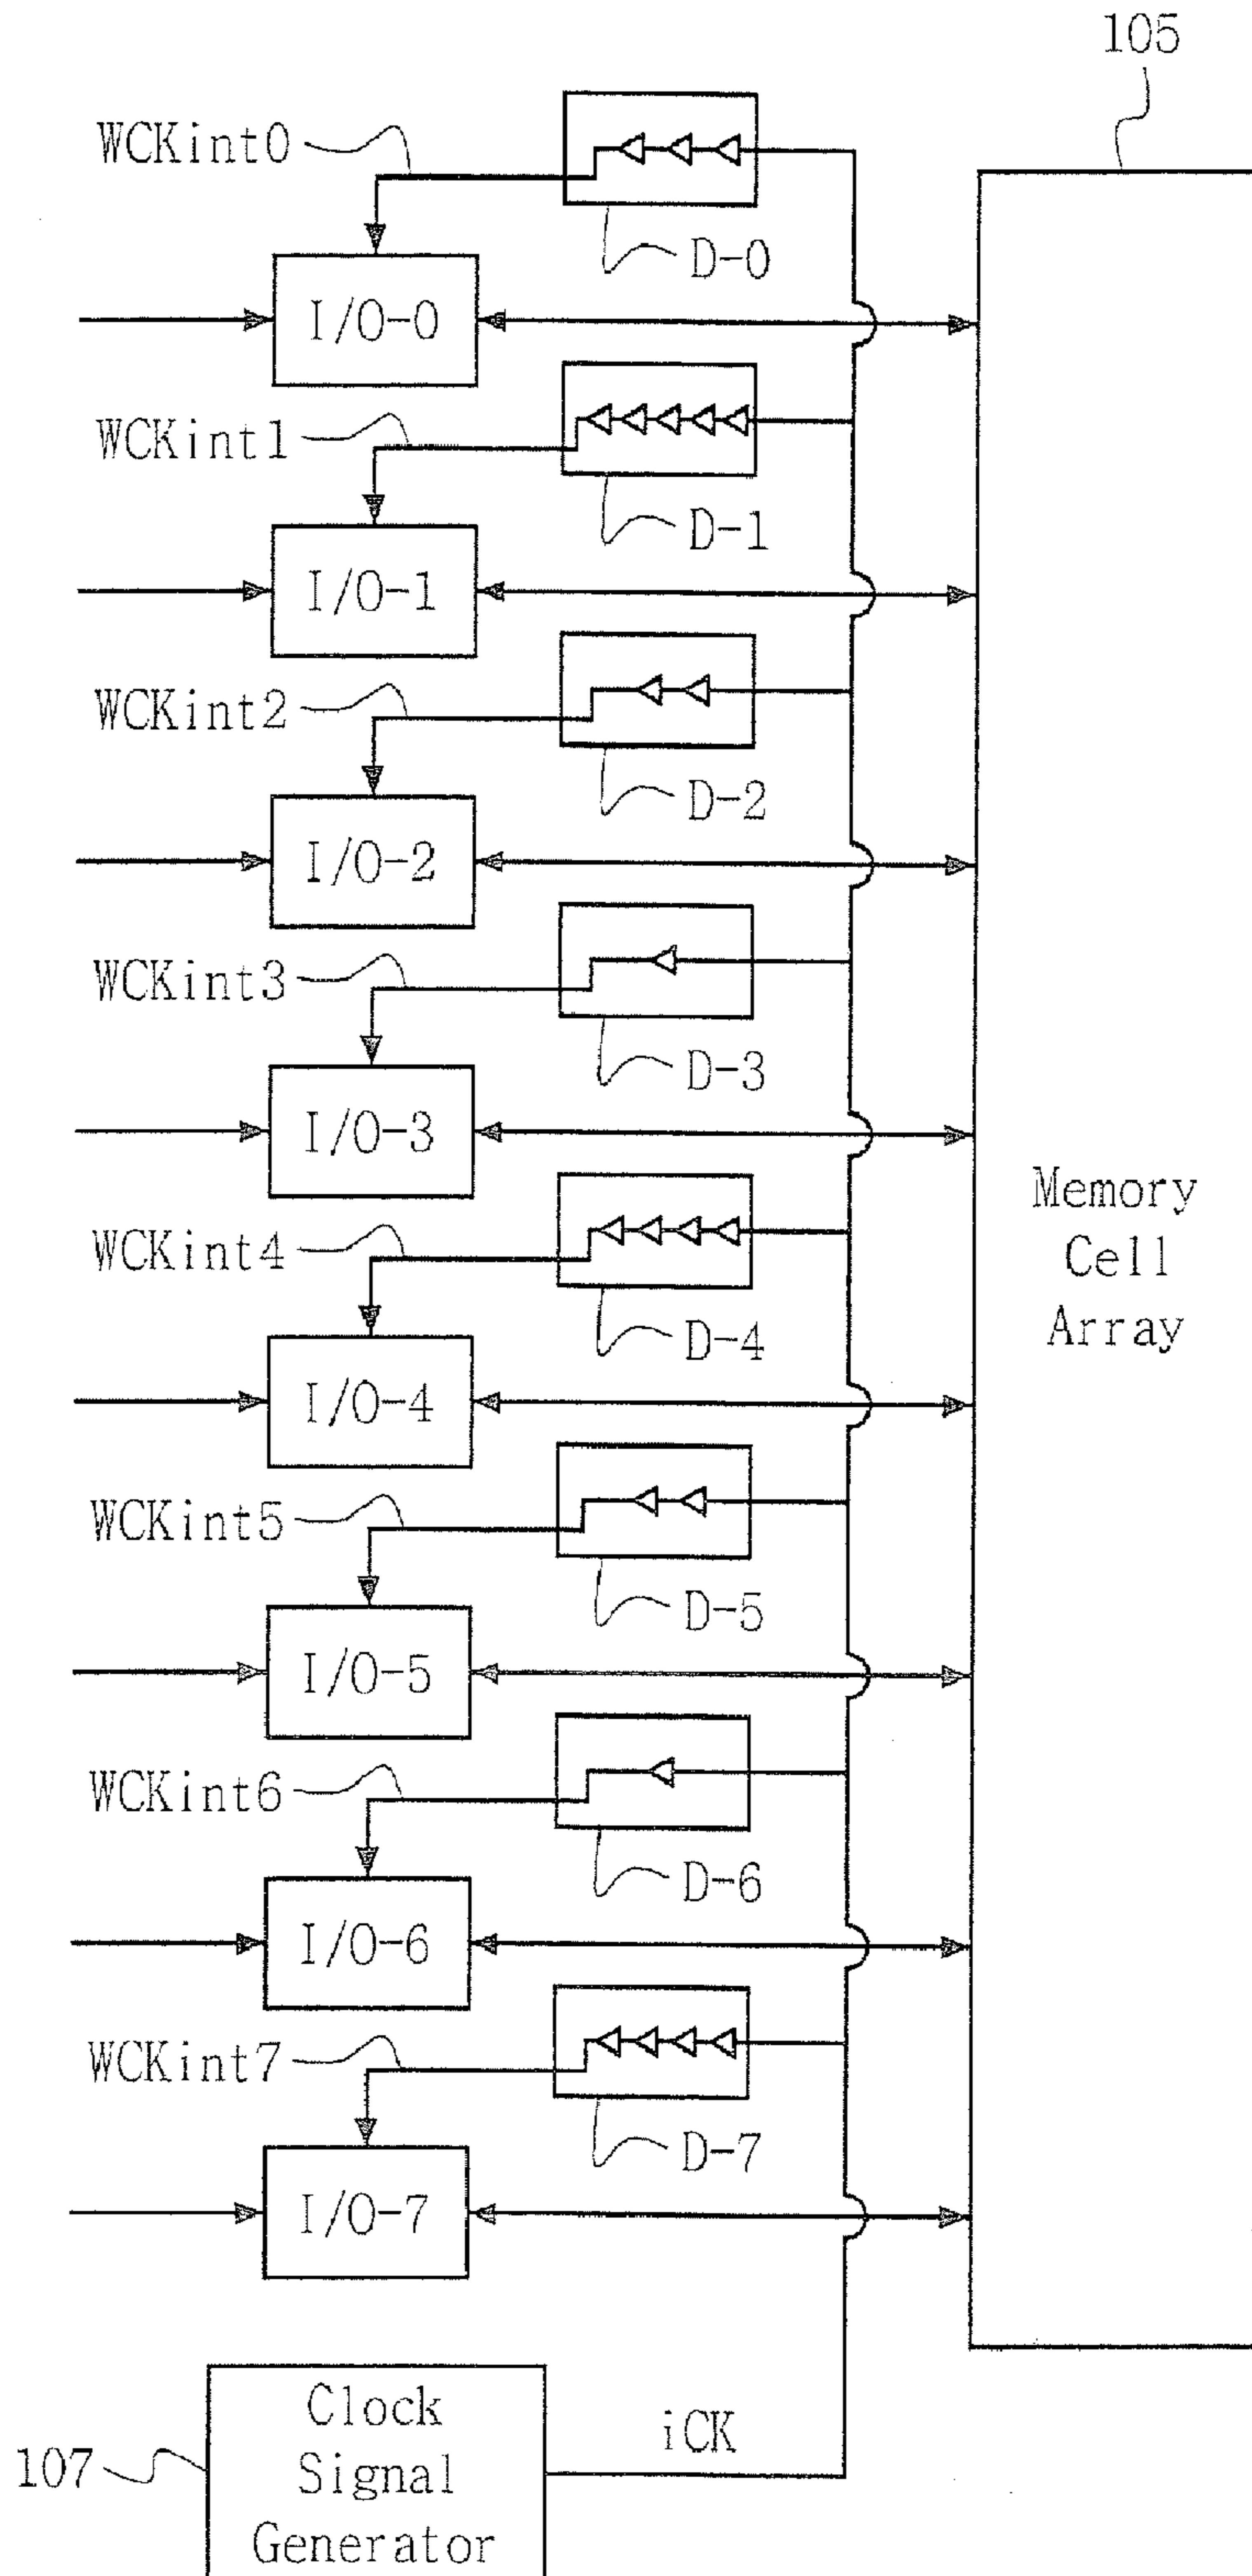 105
WCKint0
D-0
I/O-0
WCKint1
D-1
I/O-1
WCKint2
D-2
I/O-2
WCKint3
D-3
I/O-3
Memory
Cell
Array
WCKint4
D-4
I/O-4
WCKint5
D-5
I/O-5
WCKint6
D-6
I/O-6
WCKint7
D-7
I/O-7
Clock
Signal
Generator
iCK
107